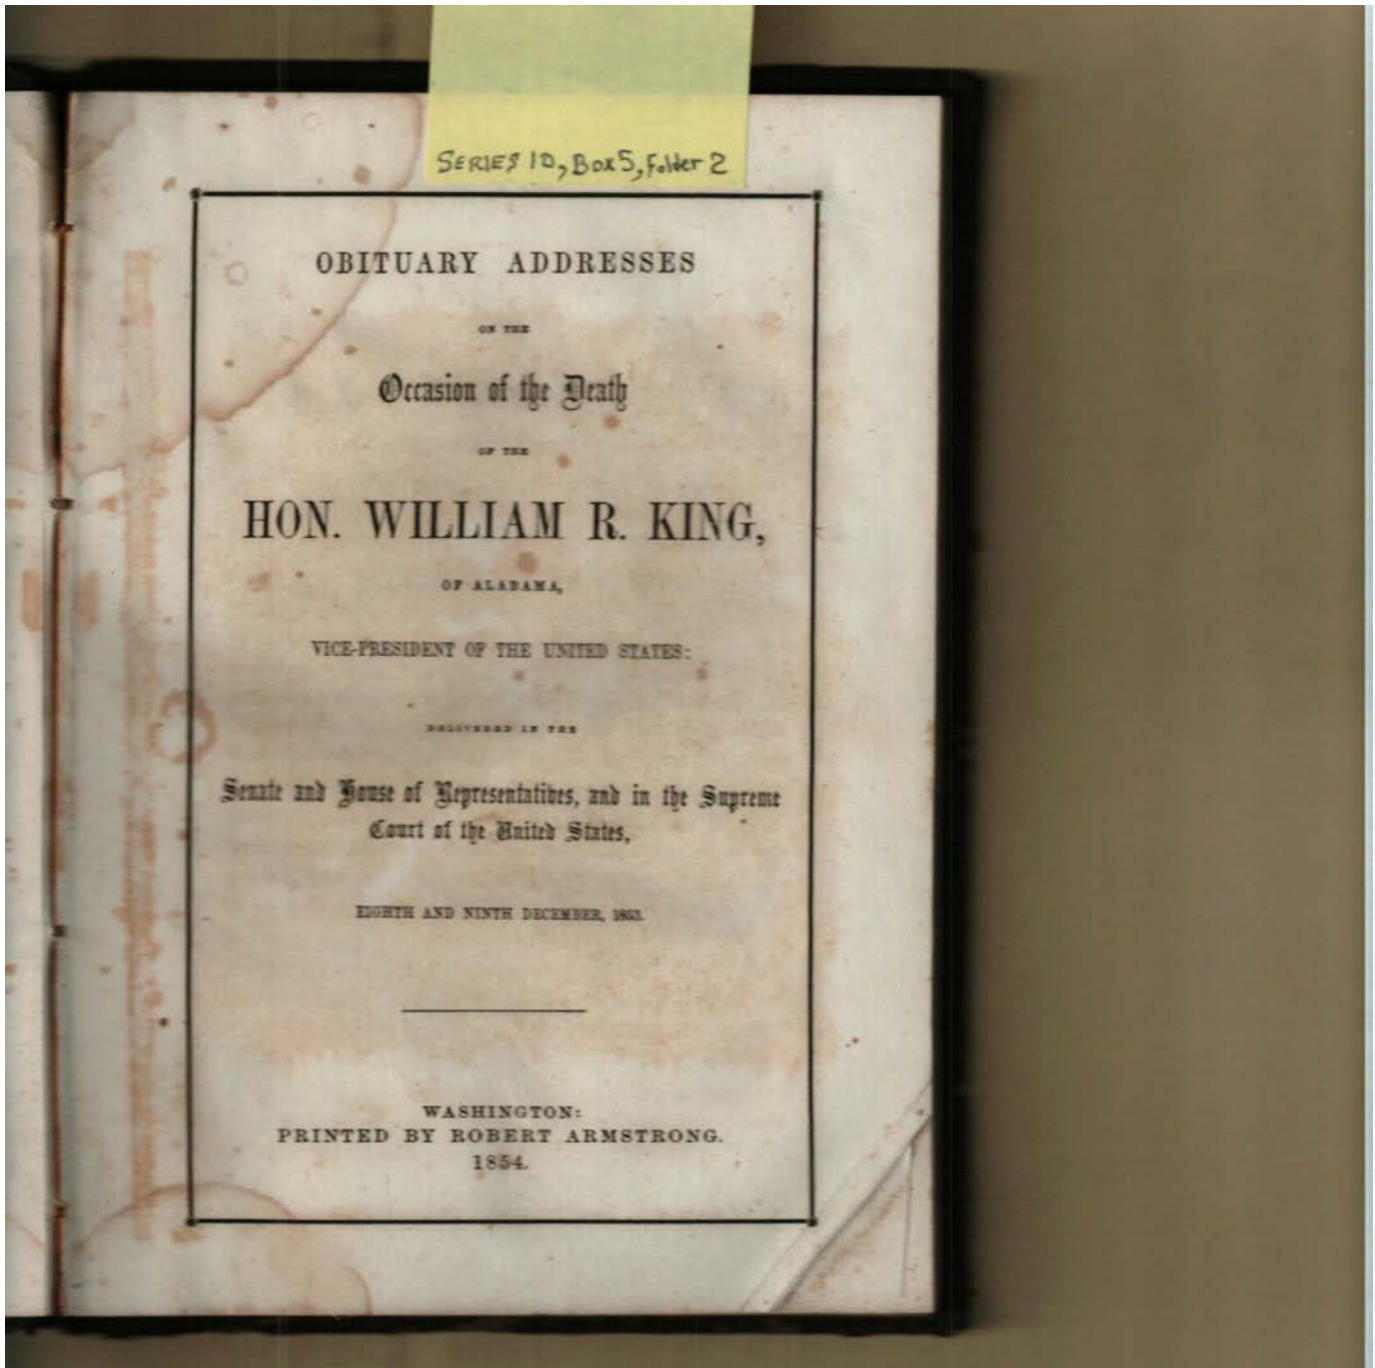 SERIES 10, Box 5, Folder 2
OBITUARY ADDRESSES
ON THE
Occasion of the Death
OF THE
HON. WILLIAM R. KING,
OF ALABAMA,
VICE-PRESIDENT OF THE UNITED STATES:
DELIVERED IN THE
Senate and House of Representatives, and in the Supreme
Court of the United States,
EIGHTH AND NINTH DECEMBER, 1853.
WASHINGTON:
PRINTED BY ROBERT ARMSTRONG.
1854.